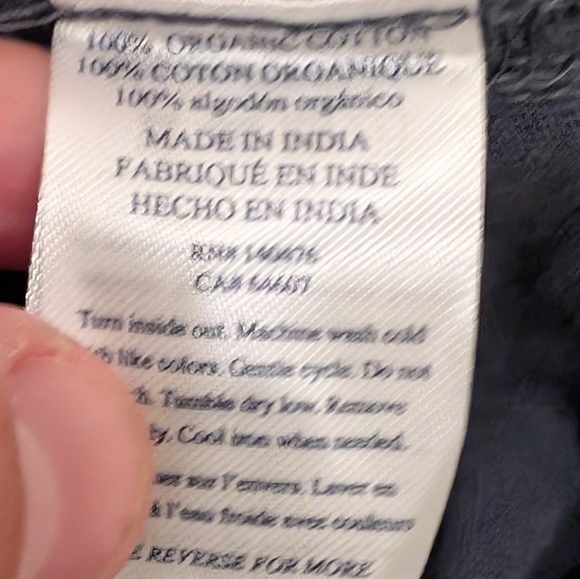 100% ORGANIC COTTON
100% COTON ORGANIQUE
100% algodón orgánico
MADE IN INDIA
FABRIQUÉ EN INDE
HECHO EN INDIA
RN#
CA#
Turn inside out. Machine wash cold
like colors. Gentle cycle. Do not
Tumble dry low. Remove
Cool iron when needed.
sur l'envers. Laver en
à l'eau froide avec couleurs
REVERSE FOR MORE